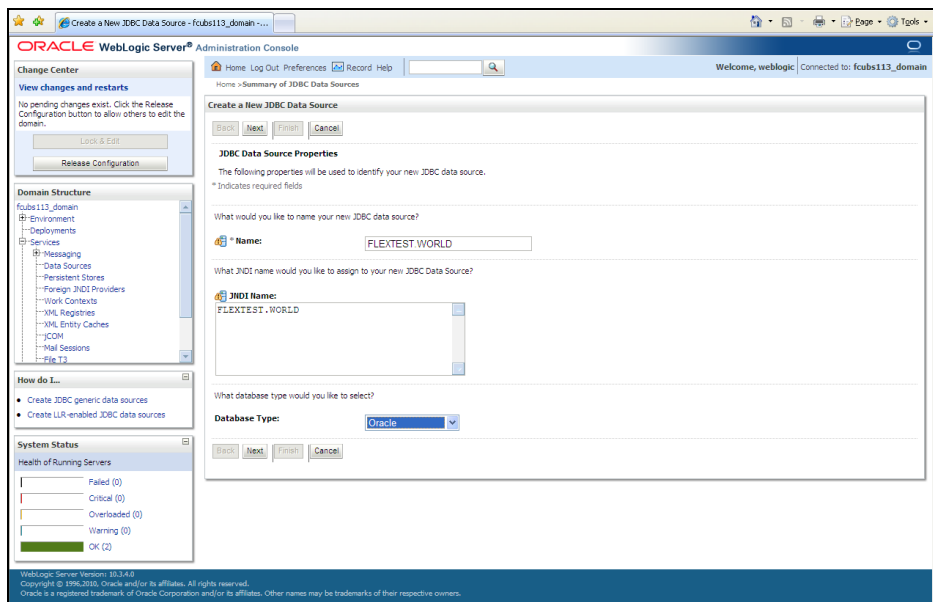 Create a New JDBC Data Source - fcubs113_domain -...
Page
Tools
ORACLE WebLogic Server® Administration Console
Change Center
View changes and restarts
No pending changes exist. Click the Release
Configuration button to allow others to edit the
domain.
Lock & Edit
Release Configuration
Domain Structure
fcubs113_domain
Environment
Deployments
Services
Messaging
Data Sources
Persistent Stores
Foreign JNDI Providers
Work Contexts
XML Registries
XML Entity Caches
jCOM
Mail Sessions
File T3
How do I...
Create JDBC generic data sources
Create LLR-enabled JDBC data sources
System Status
Health of Running Servers
Failed (0)
Critical (0)
Overloaded (0)
Warning (0)
OK (2)
Home Log Out Preferences Record Help
Welcome, weblogic Connected to: fcubs113_domain
Home >Summary of JDBC Data Sources
Create a New JDBC Data Source
Back Next Finish Cancel
JDBC Data Source Properties
The following properties will be used to identify your new JDBC data source.
* Indicates required fields
What would you like to name your new JDBC data source?
* Name: FLEXTEST.WORLD
What JNDI name would you like to assign to your new JDBC Data Source?
JNDI Name:
FLEXTEST.WORLD
What database type would you like to select?
Database Type: Oracle
Back Next Finish Cancel
WebLogic Server Version: 10.3.4.0
Copyright © 1996,2010, Oracle and/or its affiliates. All rights reserved.
Oracle is a registered trademark of Oracle Corporation and/or its affiliates. Other names may be trademarks of their respective owners.